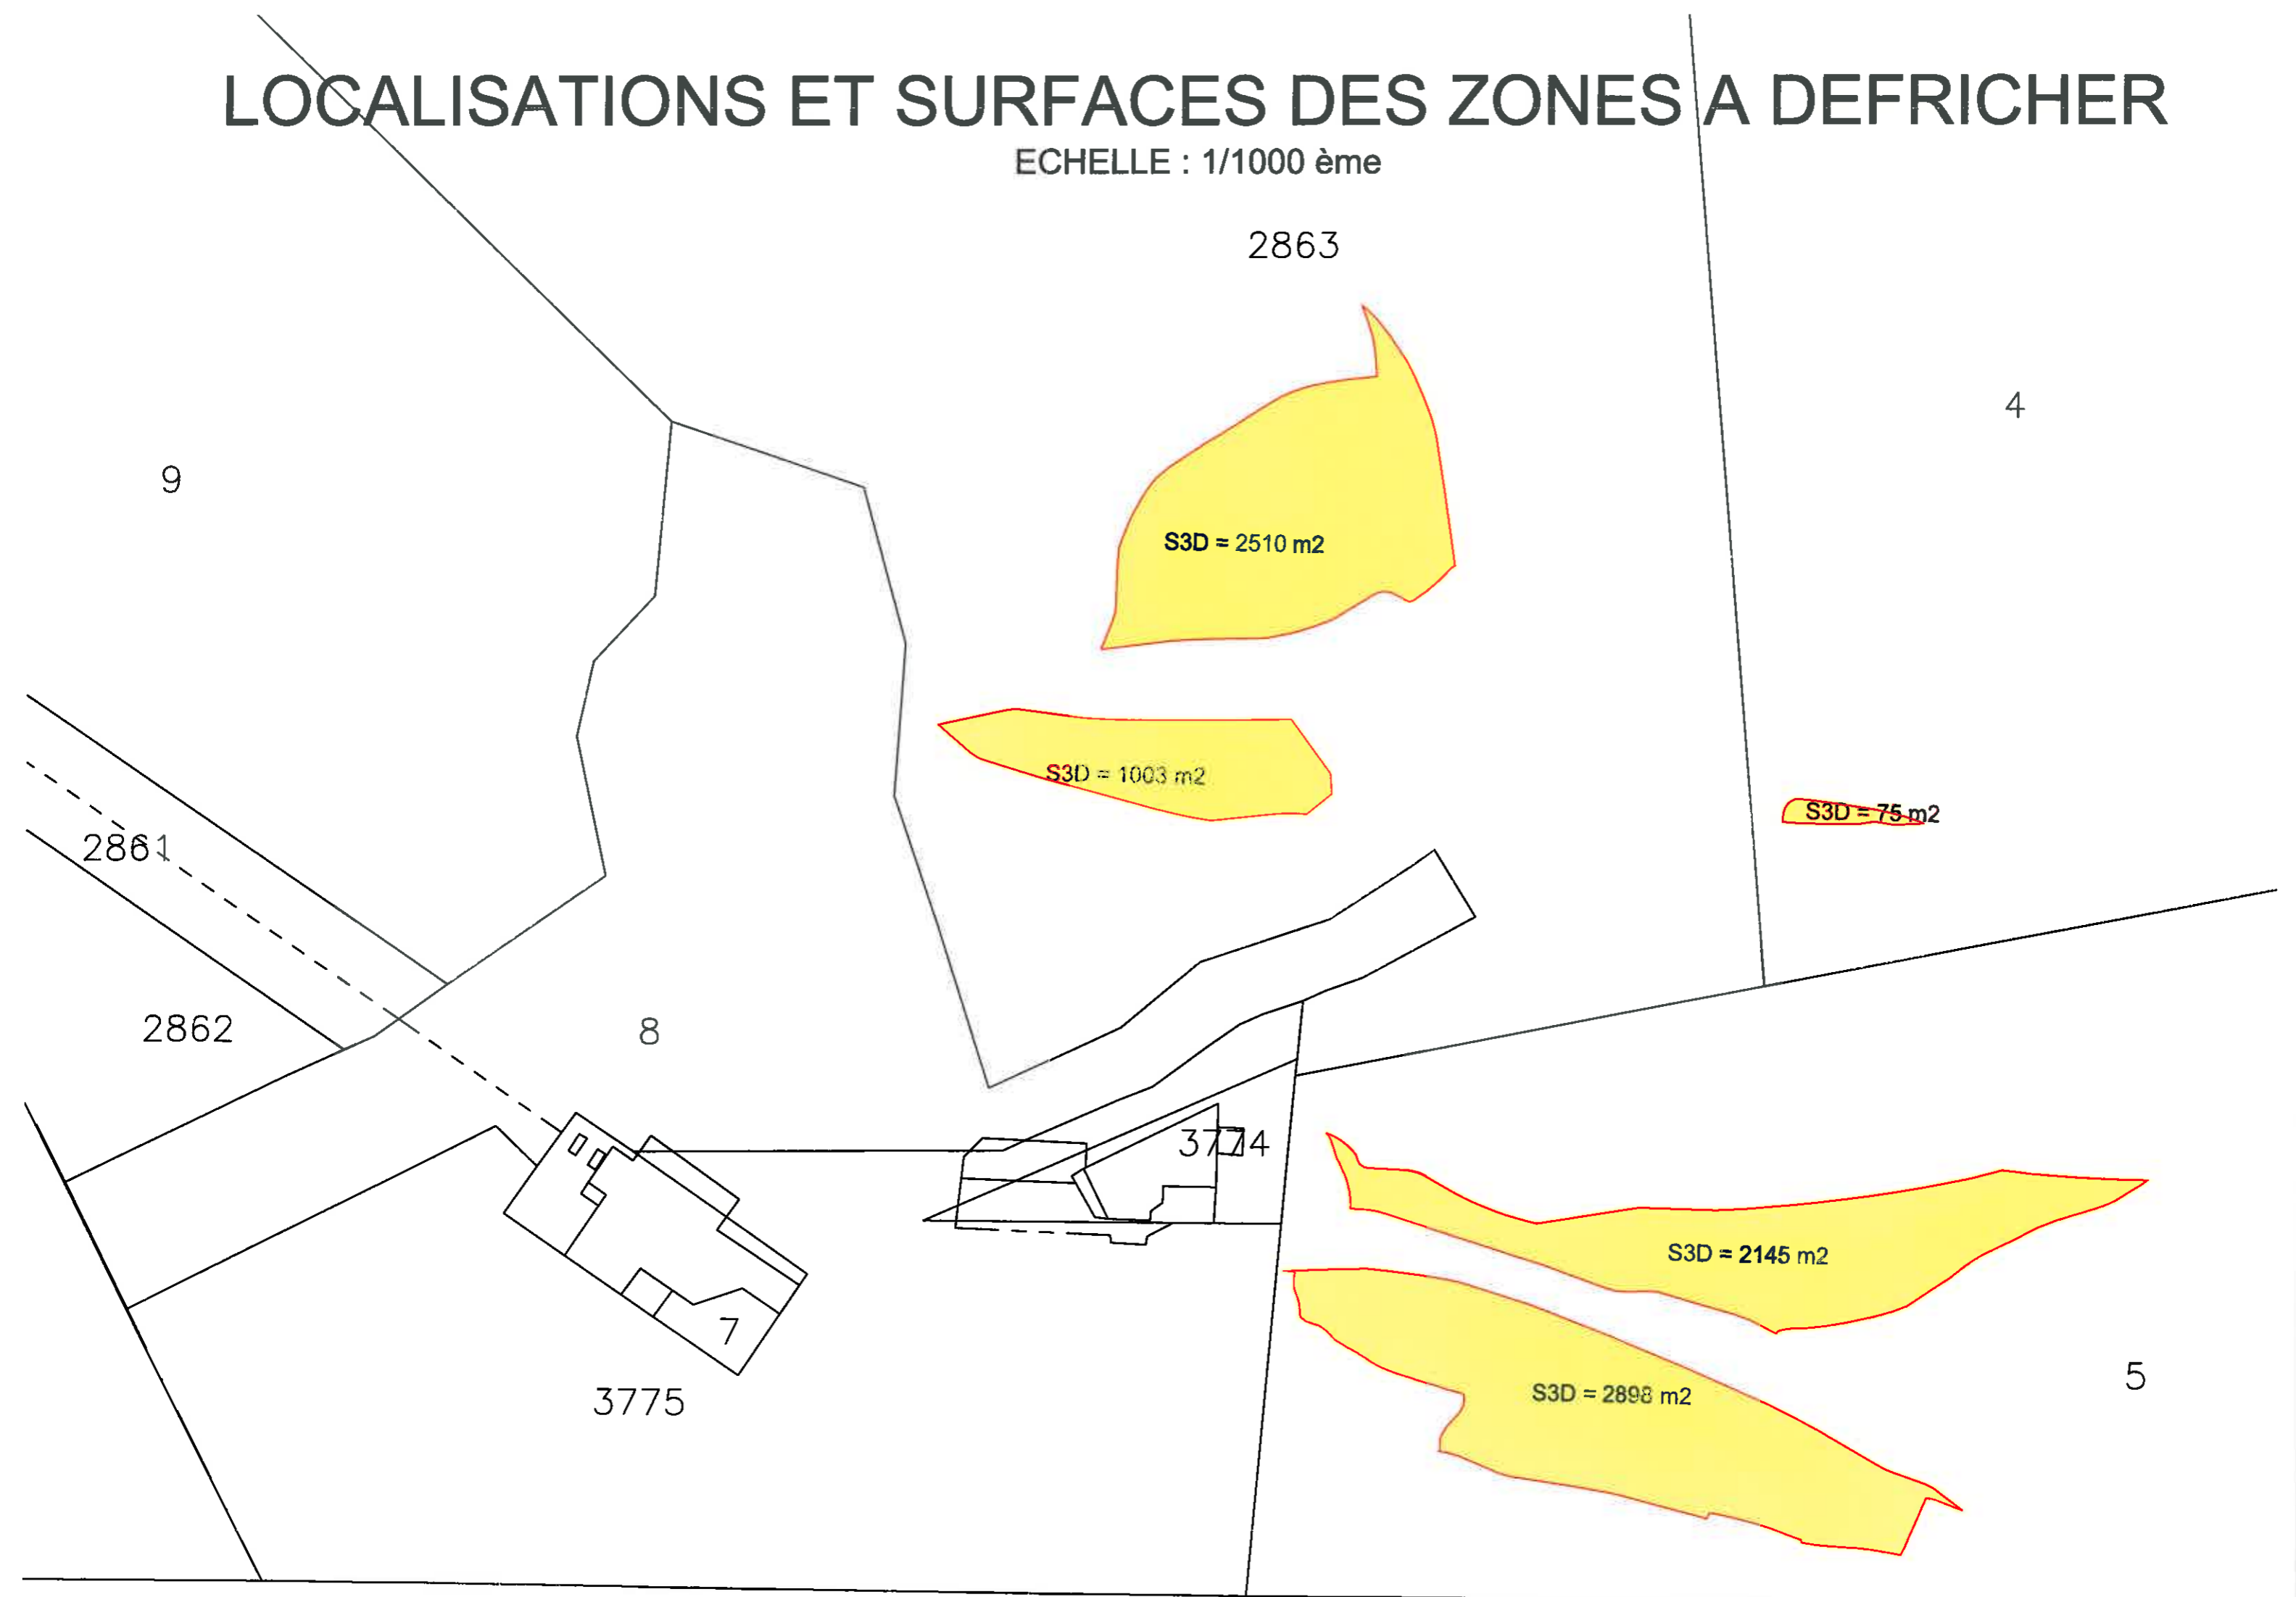 LOCALISATIONS ET SURFACES DES ZONES A DEFRICHER
ECHELLE : 1/1000 ème
2863
4
9
S3D = 2510 m2
S3D = 1003 m2
S3D = 75 m2
2861
2862
8
3774
S3D = 2145 m2
7
5
S3D = 2898 m2
3775